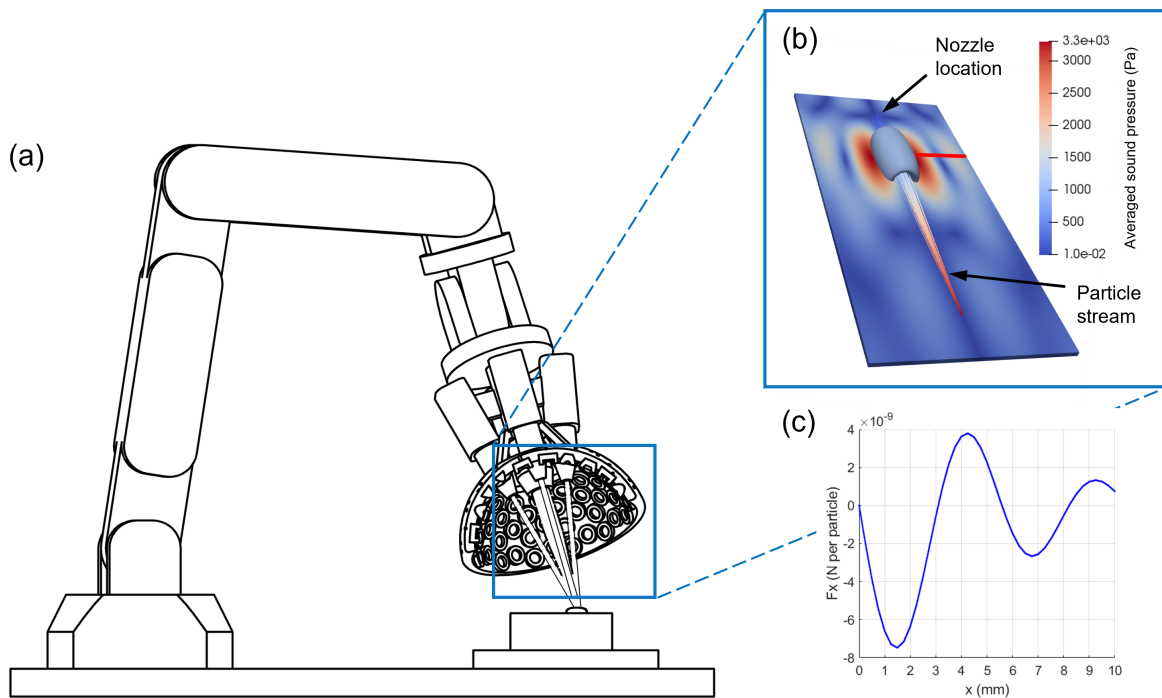 (a)
(b)
Nozzle
location
3.3e+03
3000
2500
2000
1500
1000
500
1.0e-02
Averaged sound pressure (Pa)
Particle
stream
(c)
×10⁻⁹
4
2
0
-2
-4
-6
-8
Fx (N per particle)
0 1 2 3 4 5 6 7 8 9 10
x (mm)